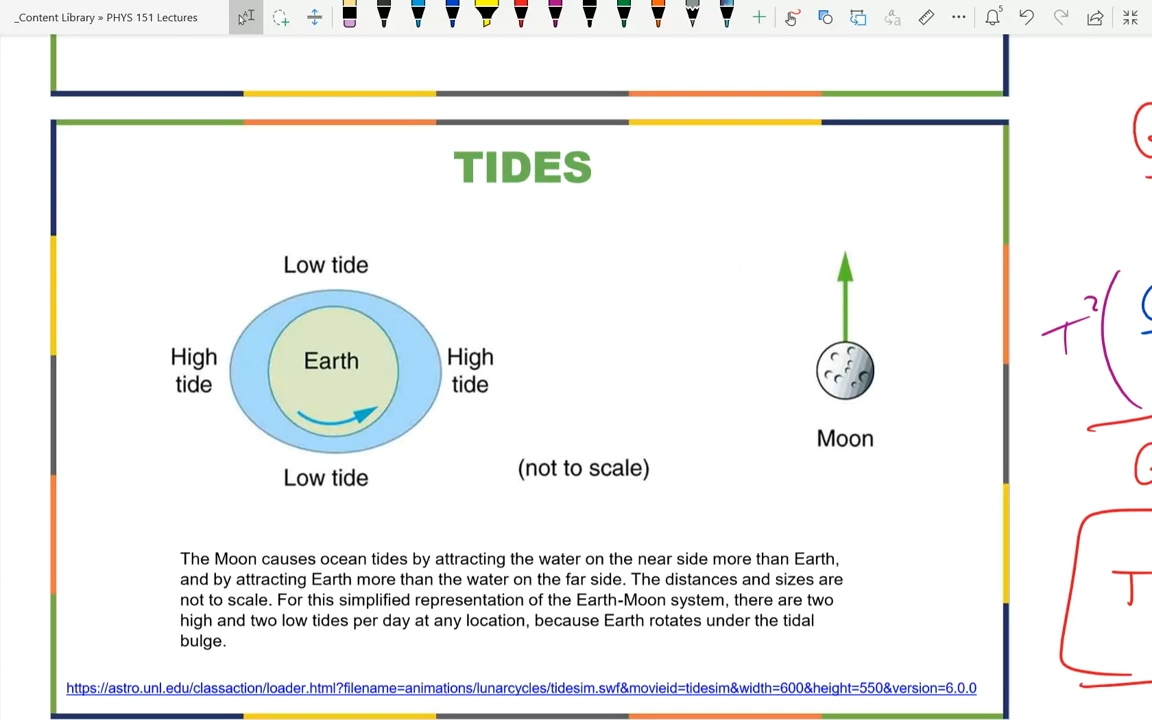 _Content Library » PHYS 151 Lectures
5
TIDES
Low tide
High
tide
Earth
High
tide
Low tide
Moon
(not to scale)
The Moon causes ocean tides by attracting the water on the near side more than Earth,
and by attracting Earth more than the water on the far side. The distances and sizes are
not to scale. For this simplified representation of the Earth-Moon system, there are two
high and two low tides per day at any location, because Earth rotates under the tidal
bulge.
https://astro.unl.edu/classaction/loader.html?filename=animations/lunarcycles/tidesim.swf&movieid=tidesim&width=600&height=550&version=6.0.0
T²(
T